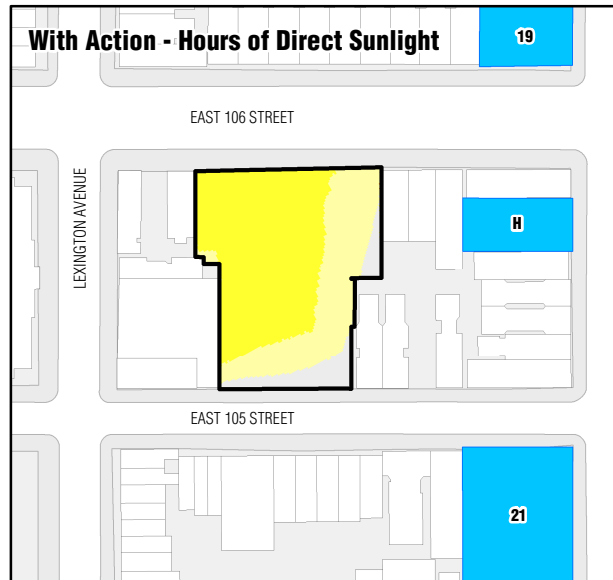 With Action - Hours of Direct Sunlight
19
EAST 106 STREET
LEXINGTON AVENUE
H
EAST 105 STREET
21